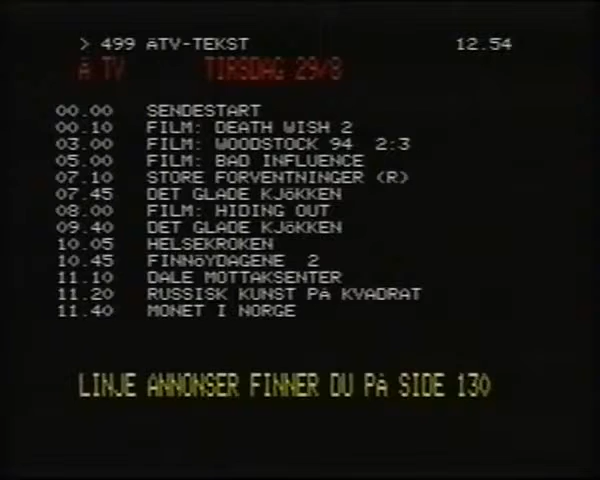 > 499 ÅTV-TEKST 12.54
Å TV TIRSDAG 29/8
00.00 SENDESTART
00.10 FILM: DEATH WISH 2
03.00 FILM: WOODSTOCK 94 2:3
05.00 FILM: BAD INFLUENCE
07.10 STORE FORVENTNINGER (R)
07.45 DET GLADE KJöKKEN
08.00 FILM: HIDING OUT
09.40 DET GLADE KJöKKEN
10.05 HELSEKROKEN
10.45 FINNöYDAGENE 2
11.10 DALE MOTTAKSENTER
11.20 RUSSISK KUNST PÅ KVADRAT
11.40 MONET I NORGE
LINJE ANNONSER FINNER DU PÅ SIDE 130